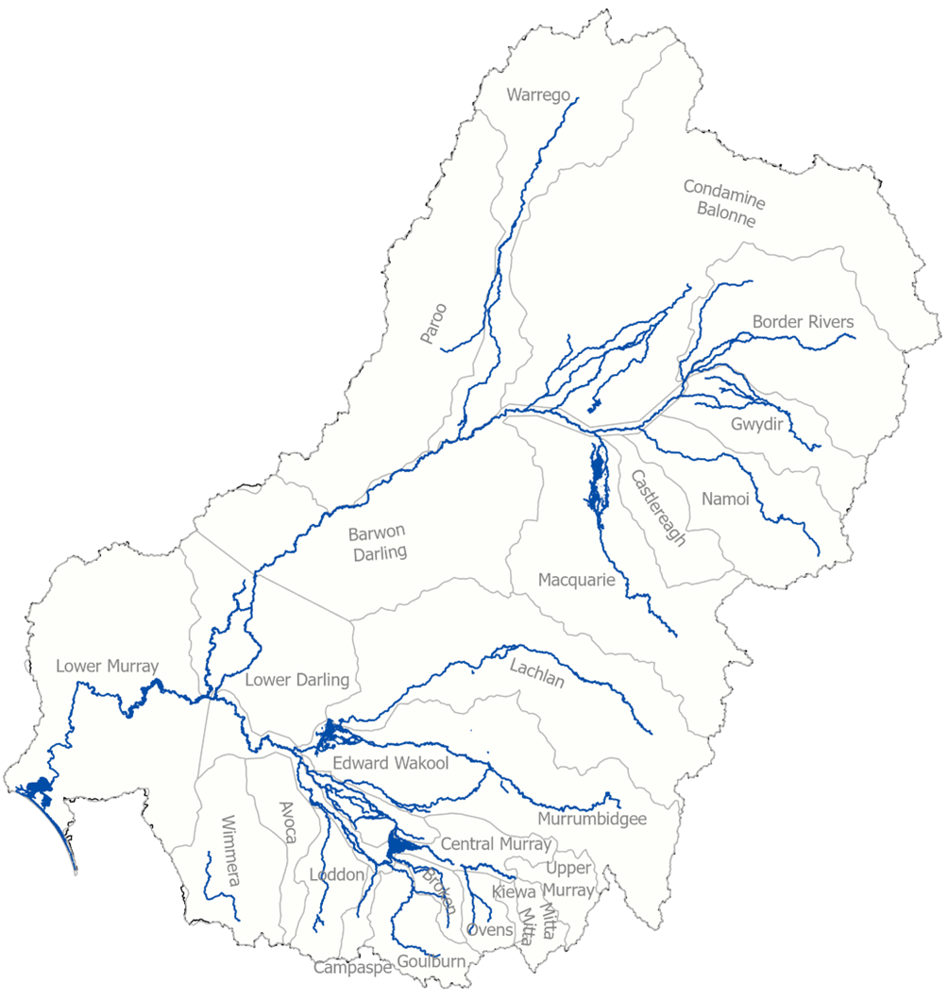 Warrego
Condamine
Balonne
Paroo
Border Rivers
Gwydir
Castlereagh
Namoi
Barwon
Darling
Macquarie
Lower Murray
Lower Darling
Lachlan
Edward Wakool
Murrumbidgee
Wimmera
Avoca
Central Murray
Loddon
Broken
Upper
Murray
Kiewa
Mitta
Mitta
Ovens
Campaspe
Goulburn